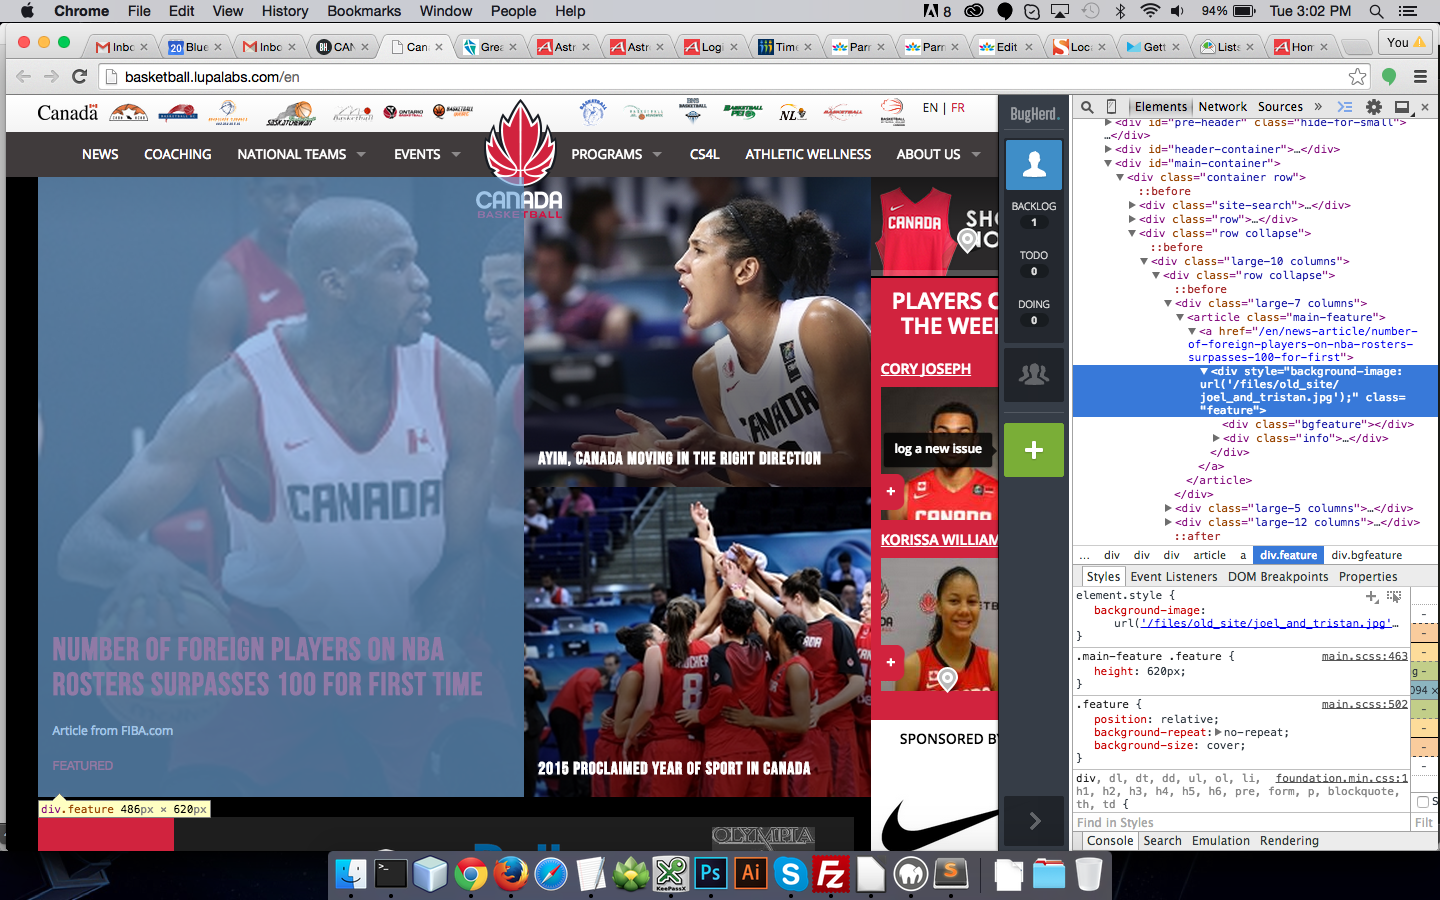 Chrome File Edit View History Bookmarks Window People Help
8 94% Tue 3:02 PM
Inbo
20 Blue
Inbo
BH CAN
Can
Grea
Astr
Astr
Logi
Time
Parn
Parn
Edit
Loca
Gett
Lists
Hom
You
basketball.lupalabs.com/en
Canada
EN | FR
NEWS COACHING NATIONAL TEAMS EVENTS PROGRAMS CS4L ATHLETIC WELLNESS ABOUT US
CANADA
BASKETBALL
CANADA
CANADA
CANADA
NUMBER OF FOREIGN PLAYERS ON NBA
ROSTERS SURPASSES 100 FOR FIRST TIME
Article from FIBA.com
FEATURED
AYIM, CANADA MOVING IN THE RIGHT DIRECTION
2015 PROCLAIMED YEAR OF SPORT IN CANADA
PLAYERS O
THE WEE
CORY JOSEPH
log a new issue
KORISSA WILLIAM
SPONSORED BY
div.feature 486px × 620px
OLYMPIA
BugHerd.
BACKLOG
1
TODO
0
DOING
0
Elements Network Sources »
<div id="pre-header" class="hide-for-small">
…</div>
<div id="header-container">…</div>
<div id="main-container">
<div class="container row">
::before
<div class="site-search">…</div>
<div class="row">…</div>
<div class="row collapse">
::before
<div class="large-10 columns">
<div class="row collapse">
::before
<div class="large-7 columns">
<article class="main-feature">
<a href="/en/news-article/number-
of-foreign-players-on-nba-rosters-
surpasses-100-for-first">
<div style="background-image:
url('/files/old_site/
joel_and_tristan.jpg');" class=
"feature">
<div class="bgfeature"></div>
<div class="info">…</div>
</div>
</a>
</article>
</div>
<div class="large-5 columns">…</div>
<div class="large-12 columns">…</div>
::after
... div div div article a div.feature div.bgfeature
Styles Event Listeners DOM Breakpoints Properties
element.style {
background-image:
url('/files/old_site/joel_and_tristan.jpg'…
}
.main-feature .feature { main.scss:463
height: 620px;
}
.feature { main.scss:502
position: relative;
background-repeat: no-repeat;
background-size: cover;
}
div, dl, dt, dd, ul, ol, li, foundation.min.css:1
h1, h2, h3, h4, h5, h6, pre, form, p, blockquote,
th, td {
Find in Styles Filt
Console Search Emulation Rendering
KeePassX
Ps
Ai
S
Fz
S